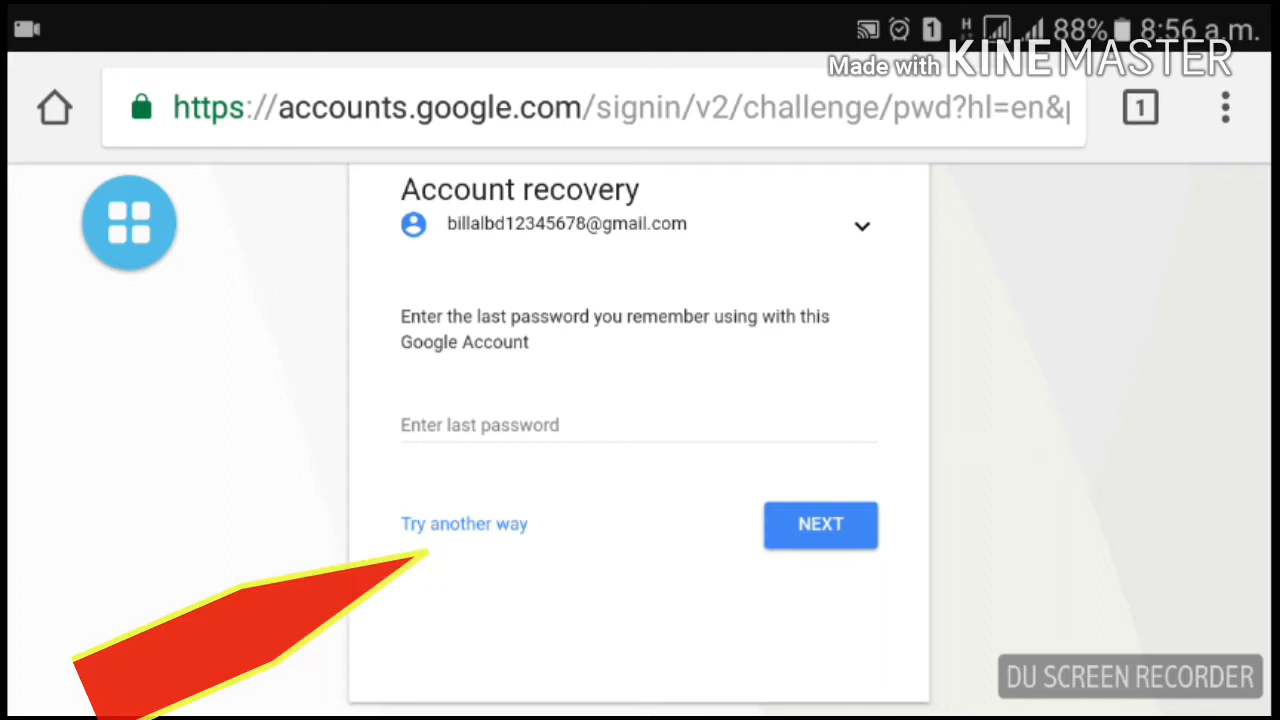 1 H 88% 8:56 a.m.
Made with KINEMASTER
https://accounts.google.com/signin/v2/challenge/pwd?hl=en&p
1
Account recovery
billalbd12345678@gmail.com
Enter the last password you remember using with this
Google Account
Enter last password
Try another way
NEXT
DU SCREEN RECORDER